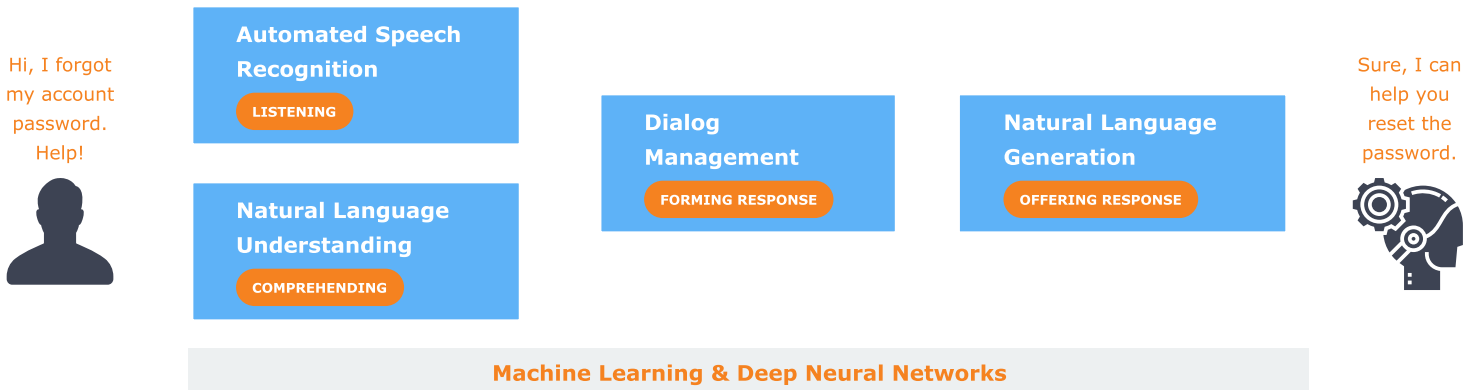 Hi, I forgot
my account
password.
Help!
Automated Speech
Recognition
LISTENING
Natural Language
Understanding
COMPREHENDING
Dialog
Management
FORMING RESPONSE
Natural Language
Generation
OFFERING RESPONSE
Sure, I can
help you
reset the
password.
Machine Learning & Deep Neural Networks